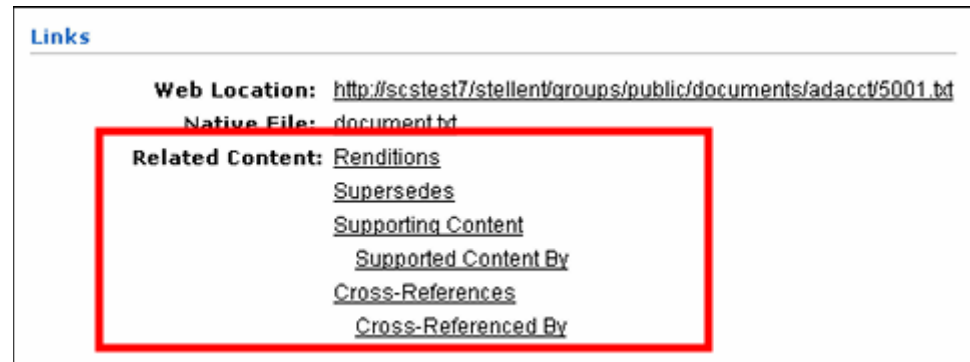 Links
Web Location: http://scstest7/stellent/groups/public/documents/adacct/5001.txt
Native File: document.txt
Related Content: Renditions
Supersedes
Supporting Content
Supported Content By
Cross-References
Cross-Referenced By